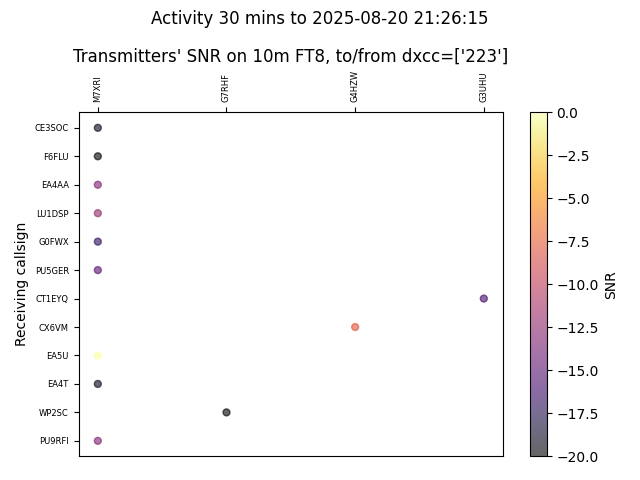 Activity 30 mins to 2025-08-20 21:26:15
Transmitters' SNR on 10m FT8, to/from dxcc=['223']
M7XRI
G7RHF
G4HZW
G3UHU
CE3SOC
F6FLU
EA4AA
LU1DSP
G0FWX
PU5GER
CT1EYQ
CX6VM
EA5U
EA4T
WP2SC
PU9RFI
Receiving callsign
0.0
−2.5
−5.0
−7.5
−10.0
−12.5
−15.0
−17.5
−20.0
SNR